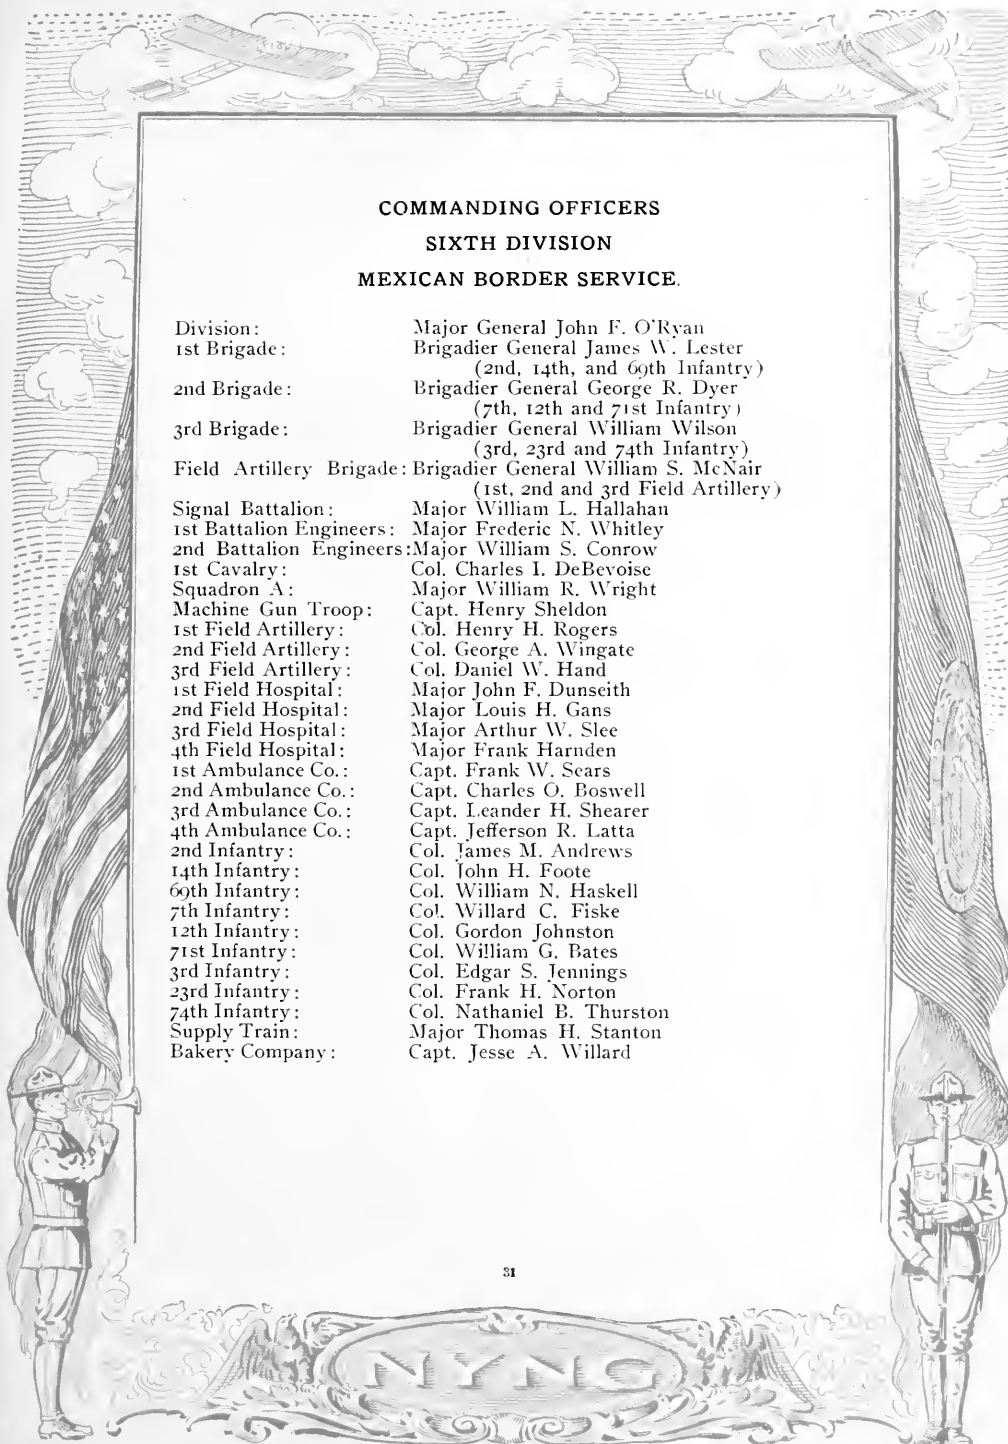 COMMANDING OFFICERS
SIXTH DIVISION
MEXICAN BORDER SERVICE.
Division: Major General John F. O'Ryan
1st Brigade: Brigadier General James W. Lester
(2nd, 14th, and 69th Infantry)
2nd Brigade: Brigadier General George R. Dyer
(7th, 12th and 71st Infantry)
3rd Brigade: Brigadier General William Wilson
(3rd, 23rd and 74th Infantry)
Field Artillery Brigade: Brigadier General William S. McNair
(1st, 2nd and 3rd Field Artillery)
Signal Battalion: Major William L. Hallahan
1st Battalion Engineers: Major Frederic N. Whitley
2nd Battalion Engineers: Major William S. Conrow
1st Cavalry: Col. Charles I. DeBevoise
Squadron A: Major William R. Wright
Machine Gun Troop: Capt. Henry Sheldon
1st Field Artillery: Col. Henry H. Rogers
2nd Field Artillery: Col. George A. Wingate
3rd Field Artillery: Col. Daniel W. Hand
1st Field Hospital: Major John F. Dunseith
2nd Field Hospital: Major Louis H. Gans
3rd Field Hospital: Major Arthur W. Slee
4th Field Hospital: Major Frank Harnden
1st Ambulance Co.: Capt. Frank W. Sears
2nd Ambulance Co.: Capt. Charles O. Boswell
3rd Ambulance Co.: Capt. Leander H. Shearer
4th Ambulance Co.: Capt. Jefferson R. Latta
2nd Infantry: Col. James M. Andrews
14th Infantry: Col. John H. Foote
69th Infantry: Col. William N. Haskell
7th Infantry: Col. Willard C. Fiske
12th Infantry: Col. Gordon Johnston
71st Infantry: Col. William G. Bates
3rd Infantry: Col. Edgar S. Jennings
23rd Infantry: Col. Frank H. Norton
74th Infantry: Col. Nathaniel B. Thurston
Supply Train: Major Thomas H. Stanton
Bakery Company: Capt. Jesse A. Willard
31
NYNG